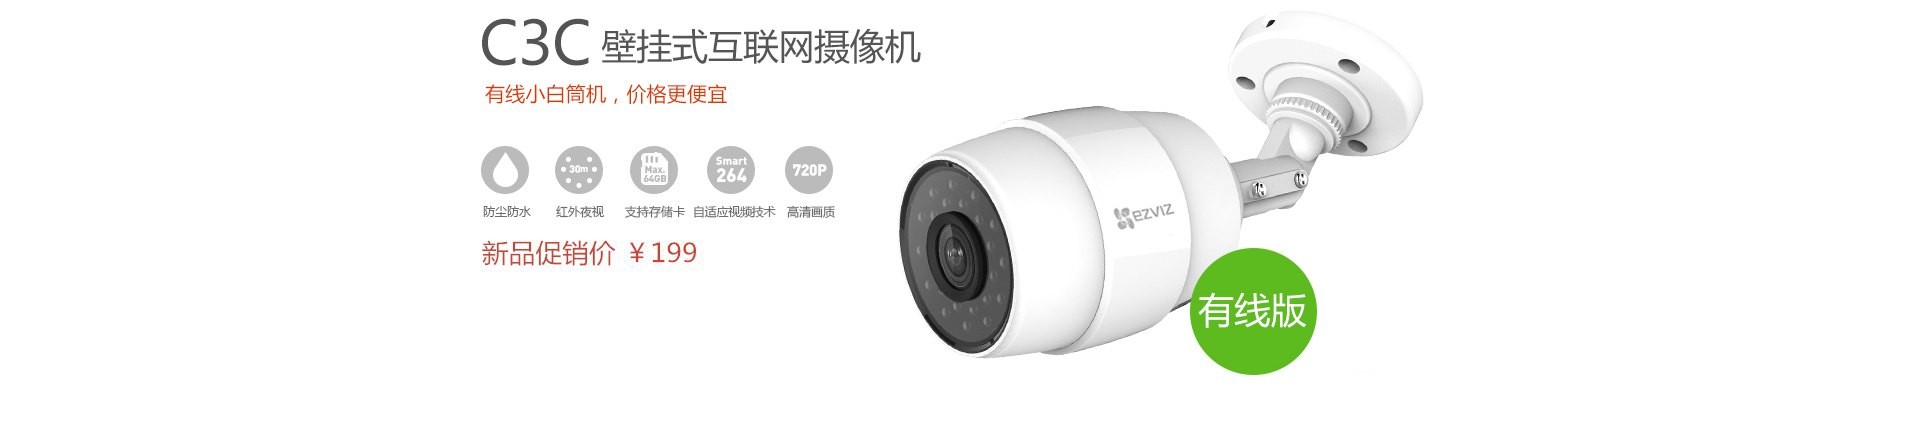 C3C 壁挂式互联网摄像机
有线小白筒机，价格更便宜
30m
Max. 64GB
Smart 264
720P
防尘防水 红外夜视 支持存储卡 自适应视频技术 高清画质
新品促销价 ￥199
EZVIZ
有线版